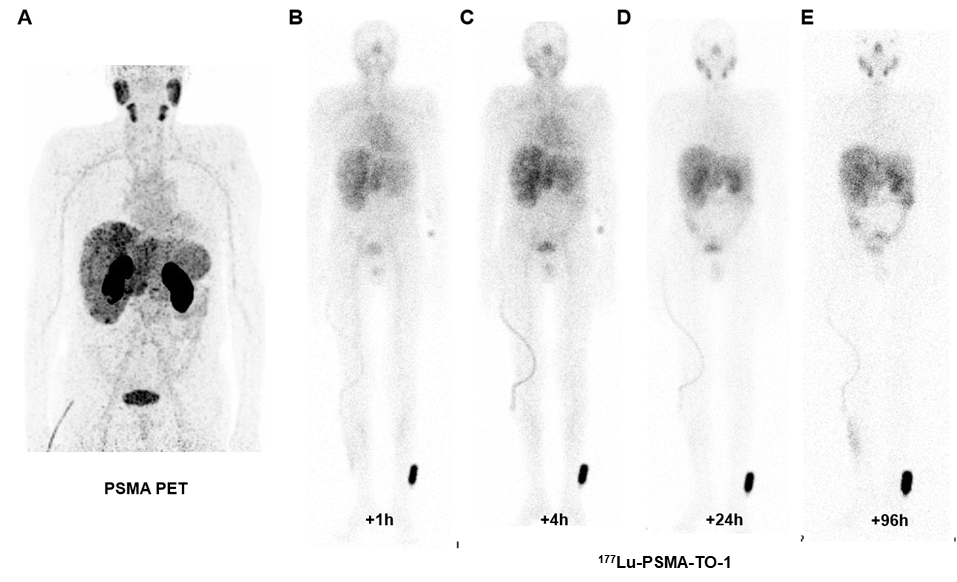 A
B
C
D
E
PSMA PET
+1h
+4h
+24h
+96h
¹⁷⁷Lu-PSMA-TO-1